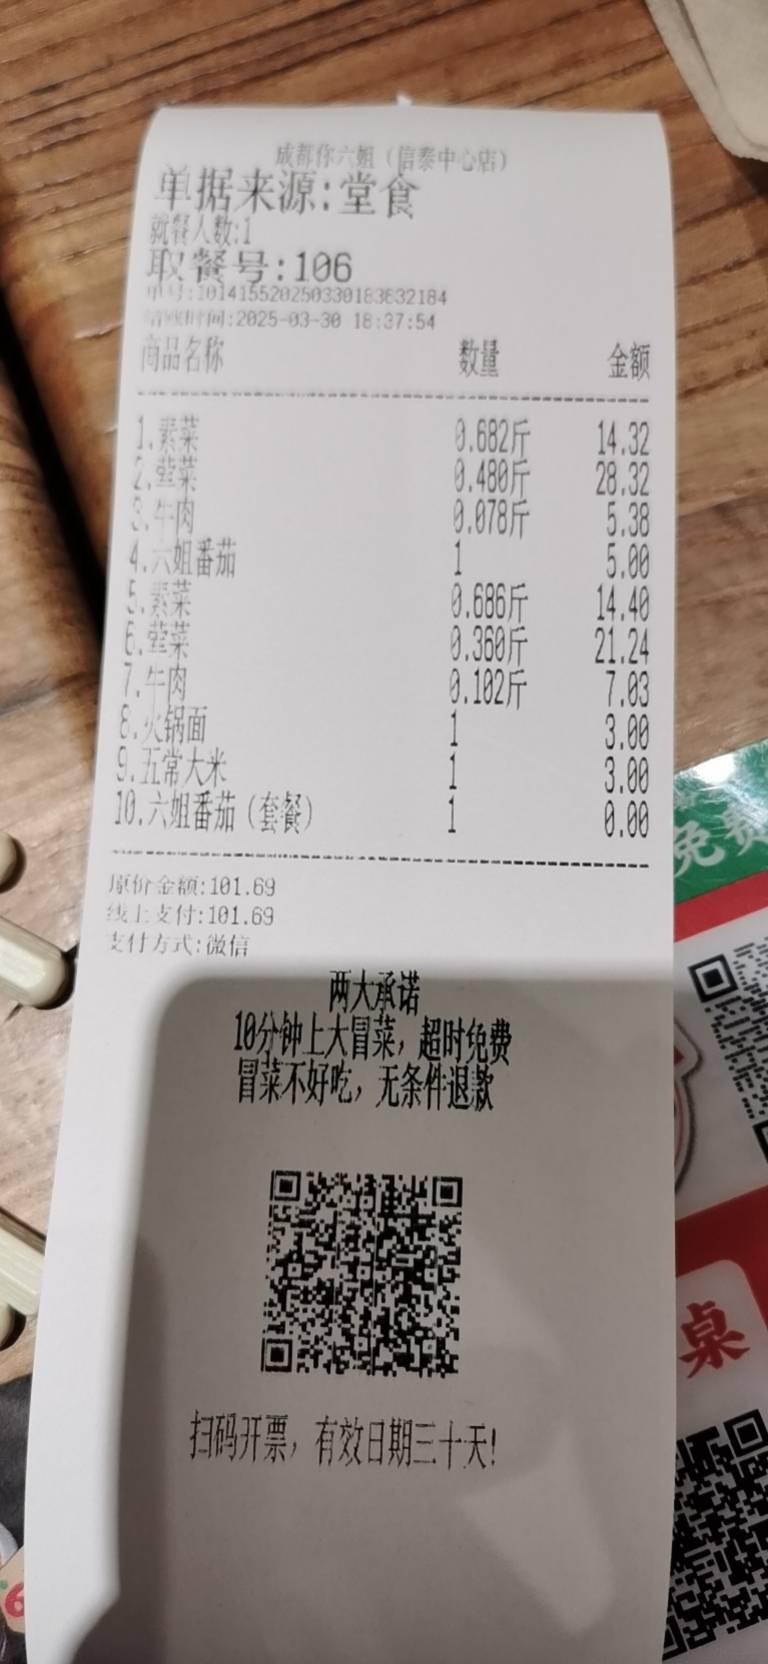 成都你六姐（信泰中心店）
单据来源:堂食
就餐人数:1
取餐号:106
单号:101415520250330183632184
结账时间:2025-03-30 18:37:54
商品名称 数量 金额
1.素菜 0.682斤 14.32
2.荤菜 0.480斤 28.32
3.牛肉 0.078斤 5.38
4.六姐番茄 1 5.00
5.素菜 0.686斤 14.40
6.荤菜 0.360斤 21.24
7.牛肉 0.102斤 7.03
8.火锅面 1 3.00
9.五常大米 1 3.00
10.六姐番茄（套餐） 1 0.00
原价金额:101.69
线上支付:101.69
支付方式:微信
两大承诺
10分钟上大冒菜，超时免费
冒菜不好吃，无条件退款
扫码开票，有效日期三十天!
免费
桌